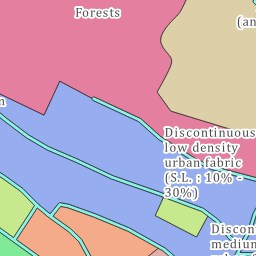 Forests
(an
n
Discontinuous
low density
urban fabric
(S.L. : 10% -
30%)
Discon
medium